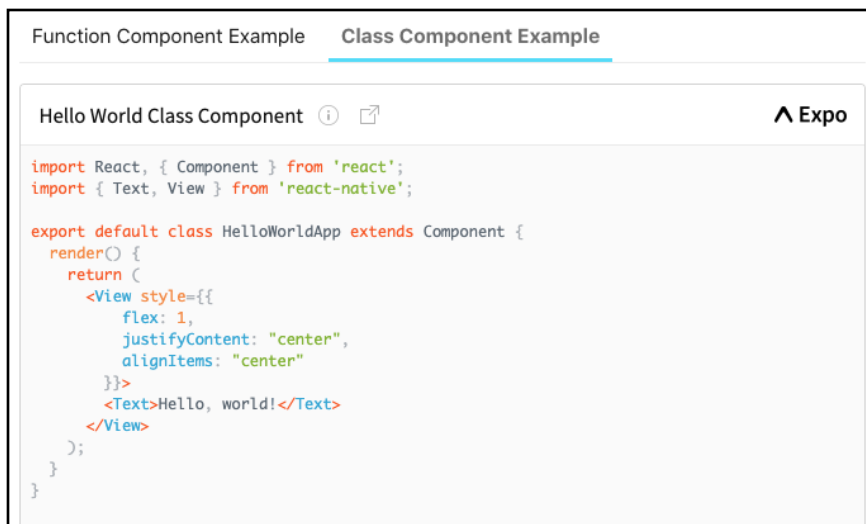 Function Component Example Class Component Example
Hello World Class Component Expo
import React, { Component } from 'react';
import { Text, View } from 'react-native';
export default class HelloWorldApp extends Component {
render() {
return (
<View style={{
flex: 1,
justifyContent: "center",
alignItems: "center"
}}>
<Text>Hello, world!</Text>
</View>
);
}
}